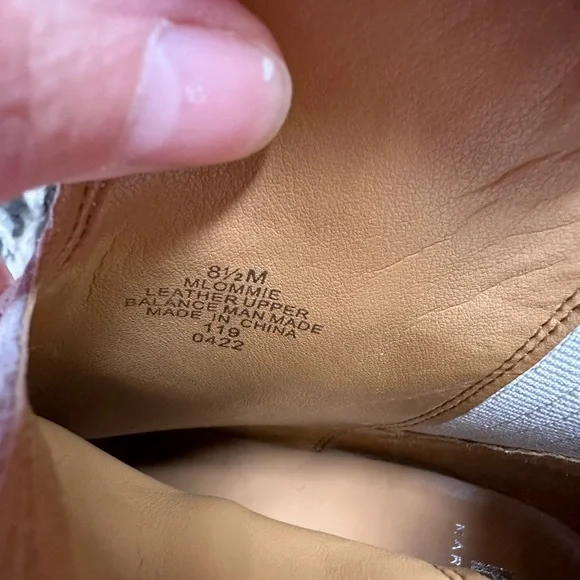 8½M
MLOMMIE
LEATHER UPPER
BALANCE MAN MADE
MADE IN CHINA
119
0422